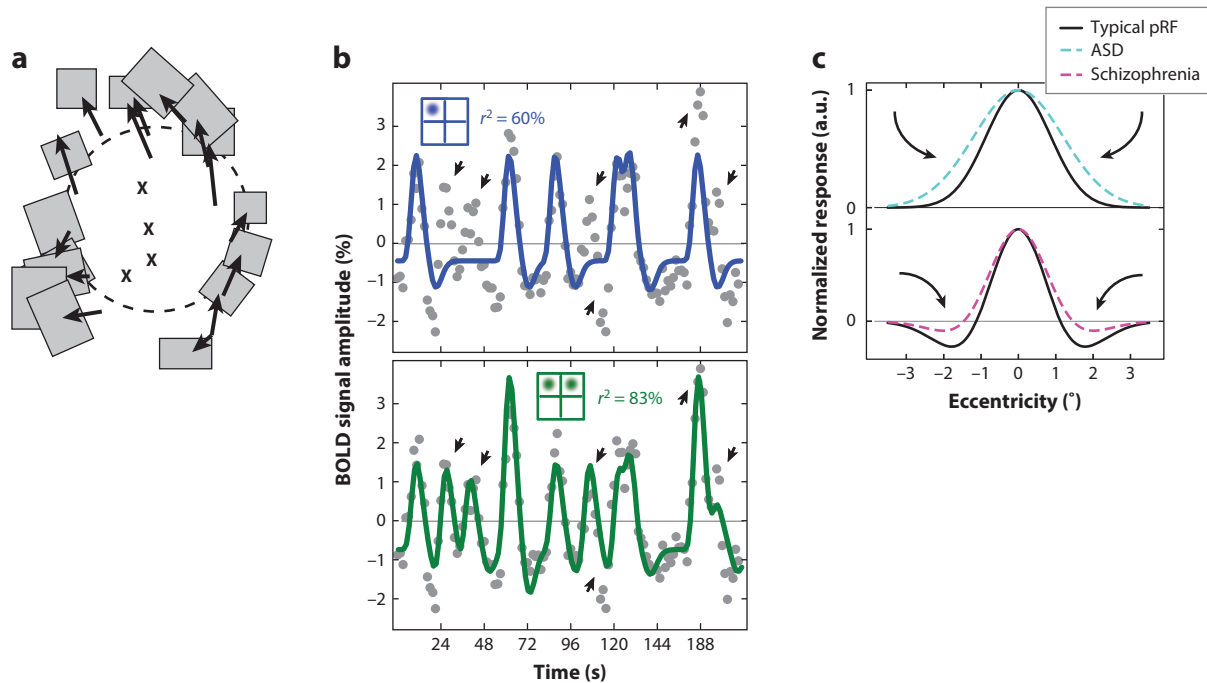 a
x
x
x
x
b
BOLD signal amplitude (%)
r² = 60%
3
2
1
0
−1
−2
r² = 83%
3
2
1
0
−1
−2
24 48 72 96 120 144 188
Time (s)
c
Typical pRF
ASD
Schizophrenia
Normalized response (a.u.)
1
0
1
0
−3 −2 −1 0 1 2 3
Eccentricity (°)